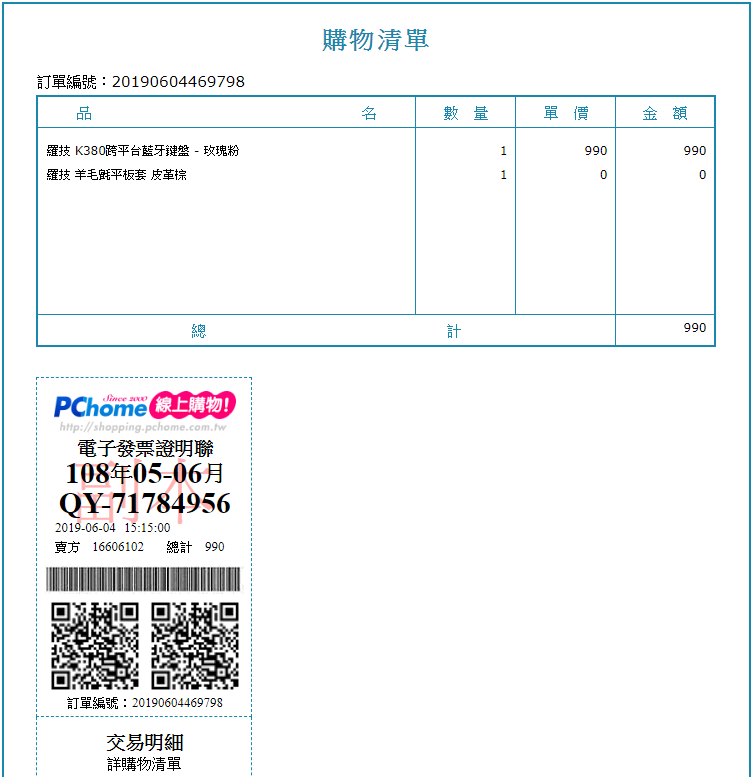 購物清單
訂單編號：20190604469798
品 名 數 量 單 價 金 額
羅技 K380跨平台藍牙鍵盤 - 玫瑰粉 1 990 990
羅技 羊毛氈平板套 皮革棕 1 0 0
總 計 990
Since 2000
PChome 線上購物!
http://shopping.pchome.com.tw
電子發票證明聯
副本
108年05-06月
QY-71784956
2019-06-04 15:15:00
賣方 16606102 總計 990
訂單編號：20190604469798
交易明細
詳購物清單